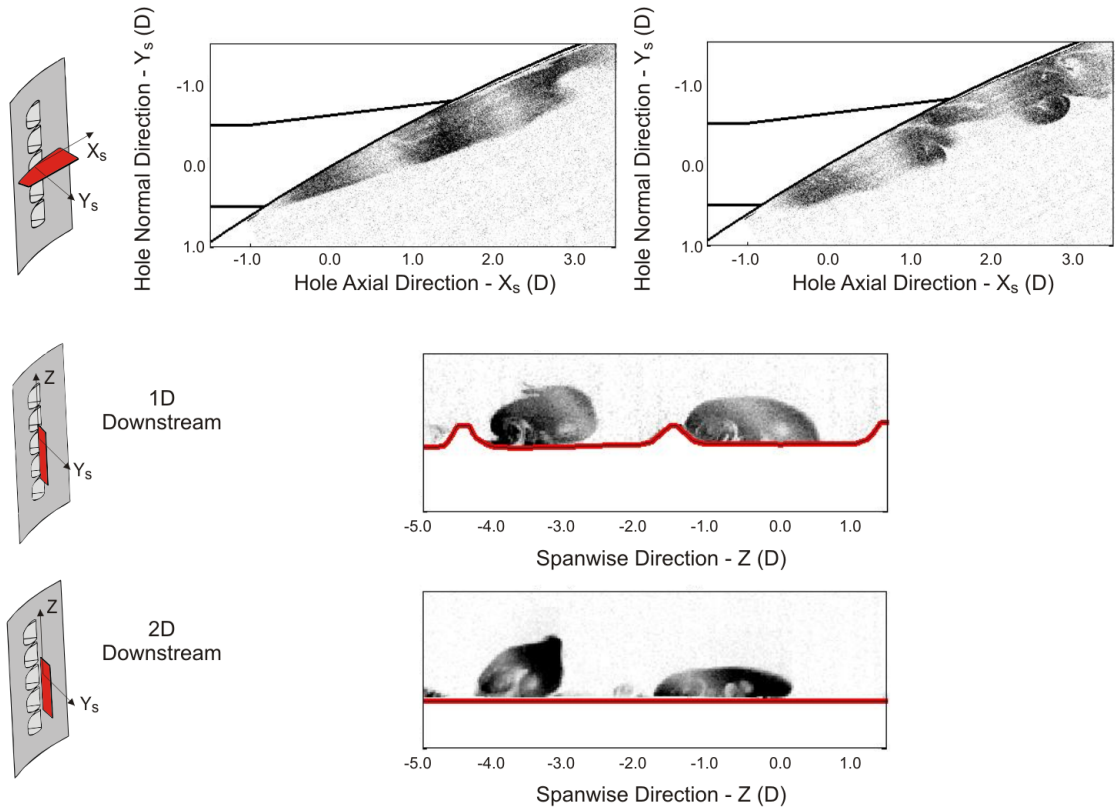 Xs
Ys
Hole Normal Direction - Ys (D)
-1.0
0.0
1.0
-1.0
0.0
1.0
2.0
3.0
Hole Axial Direction - Xs (D)
Hole Normal Direction - Ys (D)
-1.0
0.0
1.0
-1.0
0.0
1.0
2.0
3.0
Hole Axial Direction - Xs (D)
Z
Ys
1D
Downstream
-5.0
-4.0
-3.0
-2.0
-1.0
0.0
1.0
Spanwise Direction - Z (D)
Z
Ys
2D
Downstream
-5.0
-4.0
-3.0
-2.0
-1.0
0.0
1.0
Spanwise Direction - Z (D)